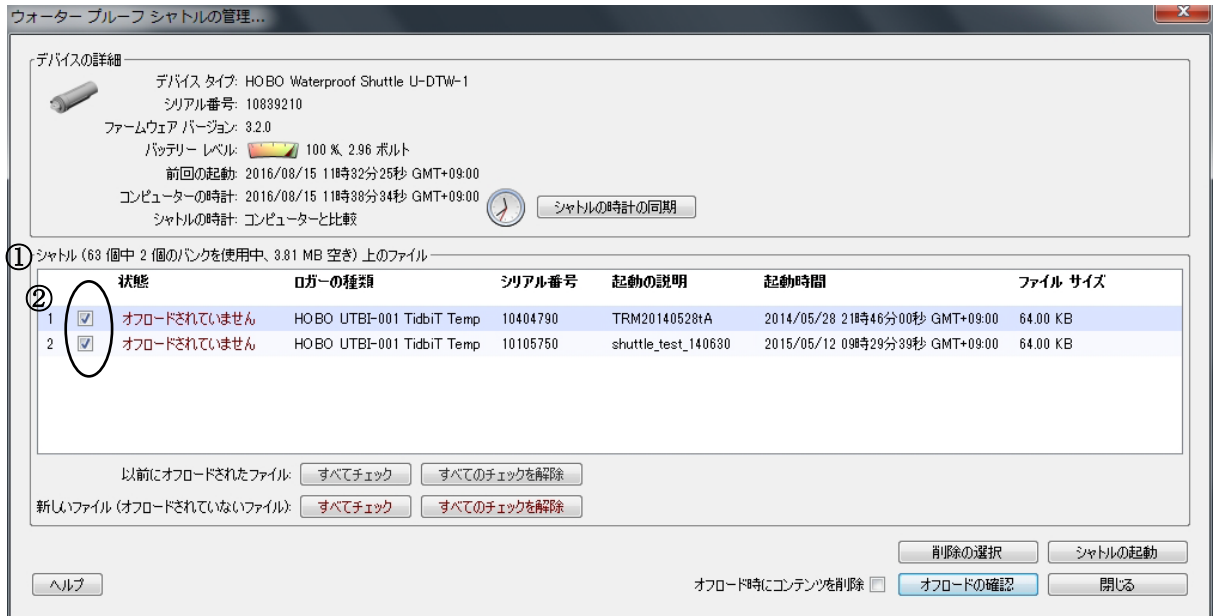 ウォーター プルーフ シャトルの管理...
デバイスの詳細
デバイス タイプ: HOBO Waterproof Shuttle U-DTW-1
シリアル番号: 10839210
ファームウェア バージョン: 3.2.0
バッテリー レベル: 100 %, 2.96 ボルト
前回の起動: 2016/08/15 11時32分25秒 GMT+09:00
コンピューターの時計: 2016/08/15 11時38分34秒 GMT+09:00
シャトルの時計: コンピューターと比較
シャトルの時計の同期
① シャトル (63 個中 2 個のバンクを使用中、3.81 MB 空き) 上のファイル
② 状態 ロガーの種類 シリアル番号 起動の説明 起動時間 ファイル サイズ
1 オフロードされていません HOBO UTBI-001 TidbiT Temp 10404790 TRM20140528tA 2014/05/28 21時46分00秒 GMT+09:00 64.00 KB
2 オフロードされていません HOBO UTBI-001 TidbiT Temp 10105750 shuttle_test_140630 2015/05/12 09時29分39秒 GMT+09:00 64.00 KB
以前にオフロードされたファイル: すべてチェック すべてのチェックを解除
新しいファイル (オフロードされていないファイル): すべてチェック すべてのチェックを解除
削除の選択 シャトルの起動
ヘルプ オフロード時にコンテンツを削除 オフロードの確認 閉じる